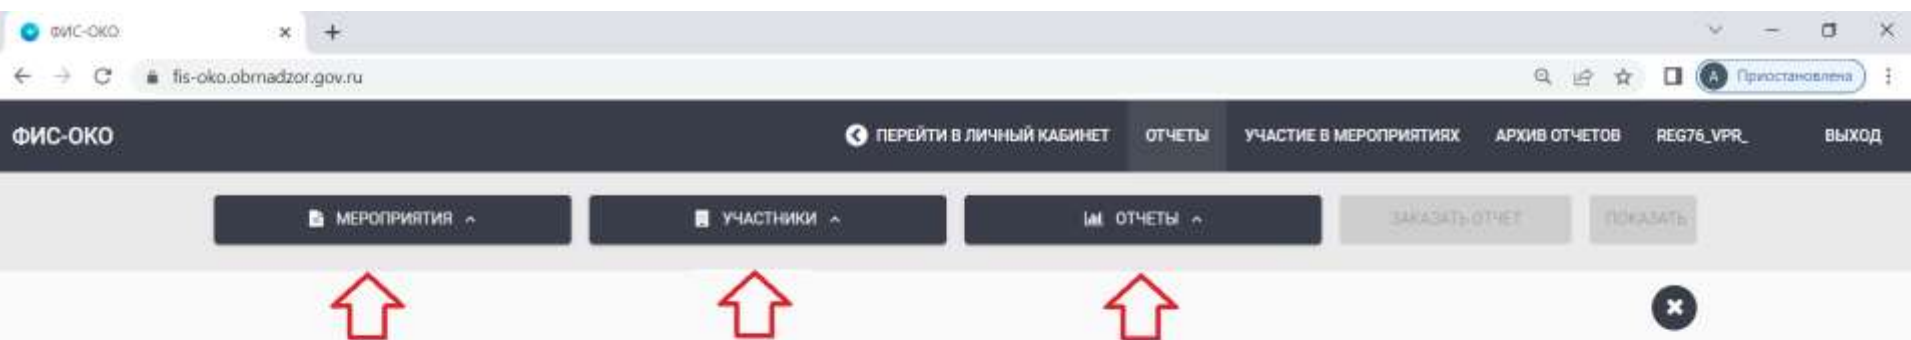 ФИС-ОКО
fis-oko.obrnadzor.gov.ru
А Приостановлена
ФИС-ОКО ПЕРЕЙТИ В ЛИЧНЫЙ КАБИНЕТ ОТЧЕТЫ УЧАСТИЕ В МЕРОПРИЯТИЯХ АРХИВ ОТЧЕТОВ REG76_VPR_ ВЫХОД
МЕРОПРИЯТИЯ УЧАСТНИКИ ОТЧЕТЫ ЗАКАЗАТЬ ОТЧЕТ ПОКАЗАТЬ